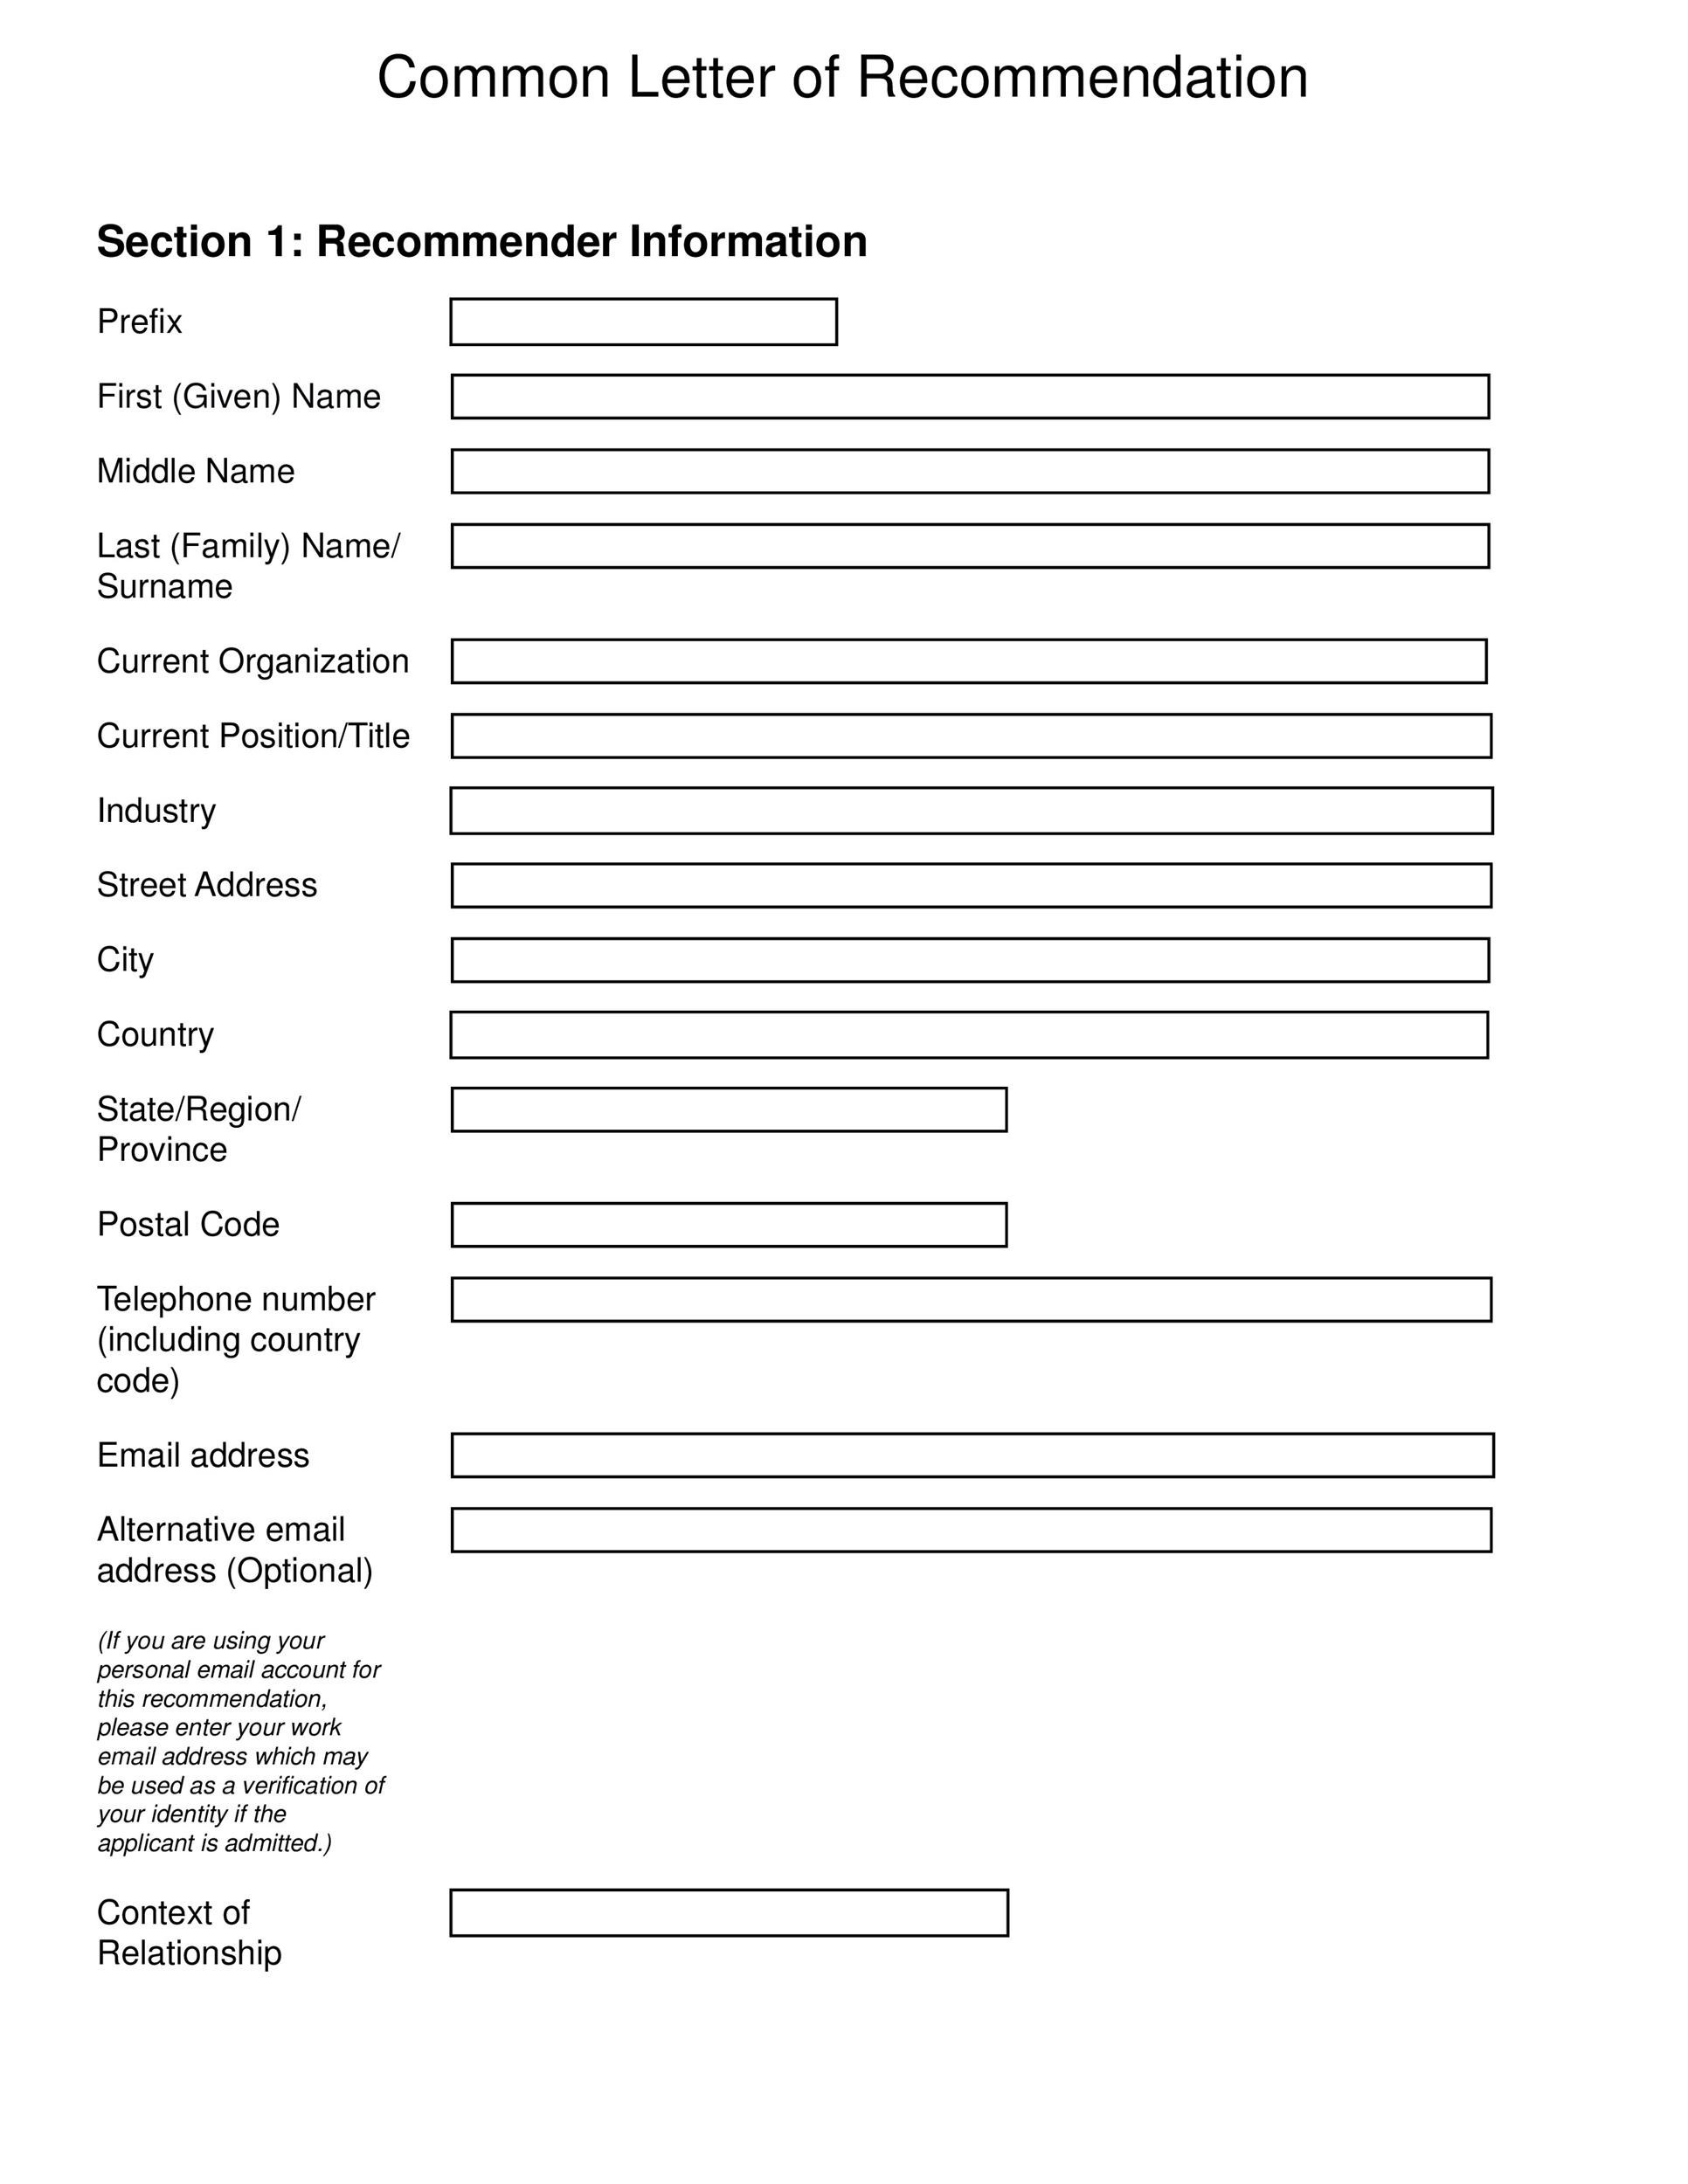 Common Letter of Recommendation
Section 1: Recommender Information
Prefix
First (Given) Name
Middle Name
Last (Family) Name/
Surname
Current Organization
Current Position/Title
Industry
Street Address
City
Country
State/Region/
Province
Postal Code
Telephone number
(including country
code)
Email address
Alternative email
address (Optional)
(If you are using your
personal email account for
this recommendation,
please enter your work
email address which may
be used as a verification of
your identity if the
applicant is admitted.)
Context of
Relationship